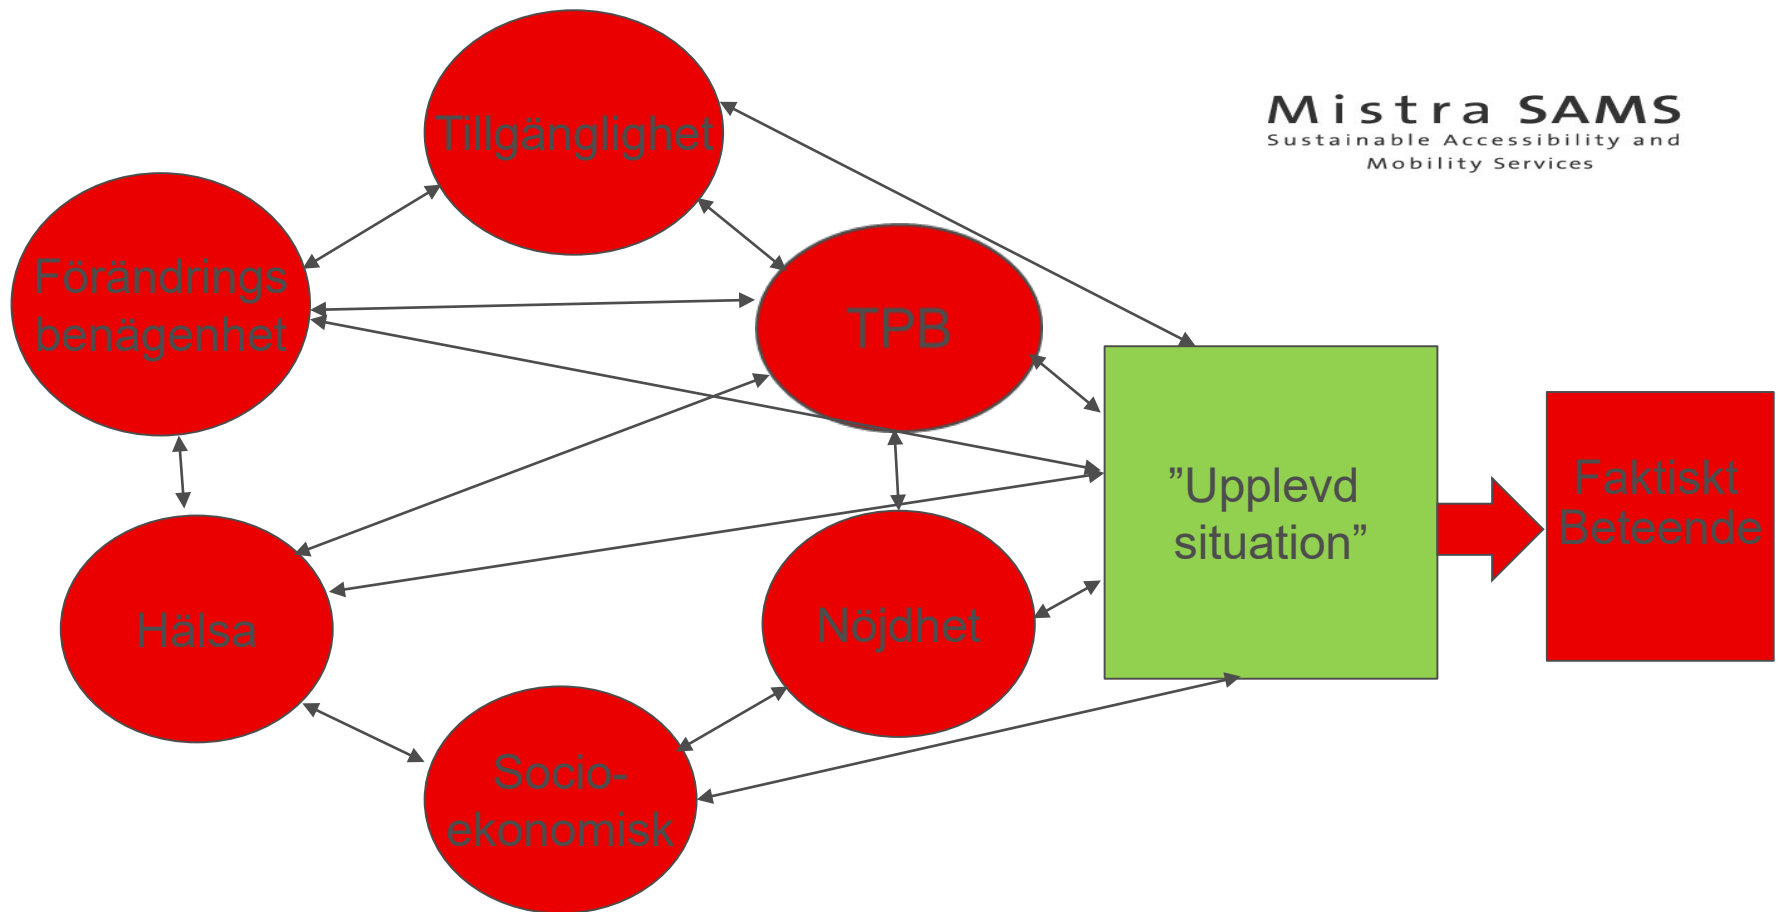 Tillgänglighet
Mistra SAMS
Sustainable Accessibility and
Mobility Services
Förändrings
benägenhet
TPB
”Upplevd
situation”
Faktiskt
Beteende
Hälsa
Nöjdhet
Socio-
ekonomisk